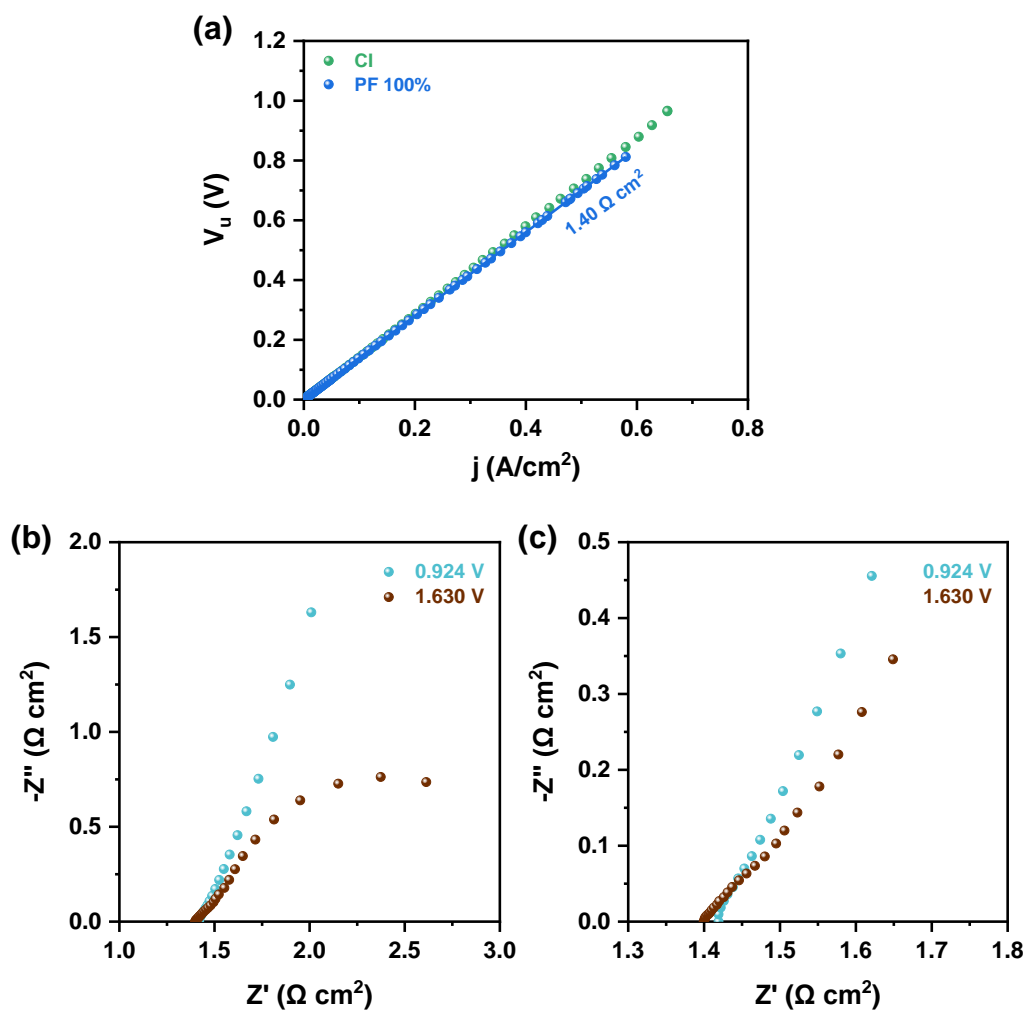 (a)
1.2
1.0
0.8
0.6
0.4
0.2
0.0
V_u (V)
CI
PF 100%
1.40 Ω cm²
0.0 0.2 0.4 0.6 0.8
j (A/cm²)
(b)
2.0
1.5
1.0
0.5
0.0
-Z" (Ω cm²)
0.924 V
1.630 V
1.0 1.5 2.0 2.5 3.0
Z' (Ω cm²)
(c)
0.5
0.4
0.3
0.2
0.1
0.0
-Z" (Ω cm²)
0.924 V
1.630 V
1.3 1.4 1.5 1.6 1.7 1.8
Z' (Ω cm²)